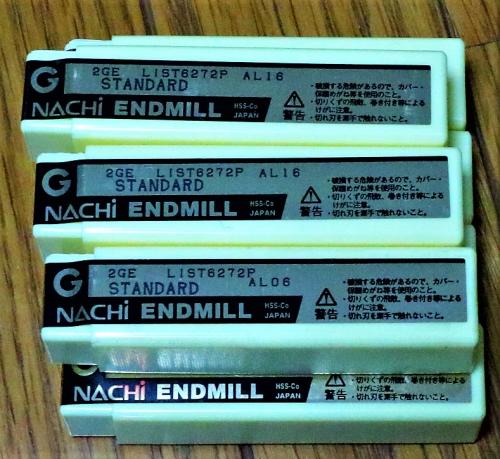 G
2GE LIST6272P AL16
STANDARD
NACHi ENDMILL HSS-Co
JAPAN
警告
・破損する危険があるので、カバー・
保護めがね等を使用のこと。
・切りくずの飛散、巻き付き等による
けがに注意。
・切れ刃を素手で触れないこと。
G
2GE LIST6272P AL16
STANDARD
NACHi ENDMILL HSS-Co
JAPAN
警告
・破損する危険があるので、カバー・
保護めがね等を使用のこと。
・切りくずの飛散、巻き付き等による
けがに注意。
・切れ刃を素手で触れないこと。
G
2GE LIST6272P
STANDARD AL06
NACHi ENDMILL HSS-Co
JAPAN
警告
・破損する危険があるので、カバー・
保護めがね等を使用のこと。
・切りくずの飛散、巻き付き等による
けがに注意。
・切れ刃を素手で触れないこと。
NACHi ENDMILL HSS-Co
JAPAN
警告
・切りくずの飛散、巻き付き等による
けがに注意。
・切れ刃を素手で触れないこと。